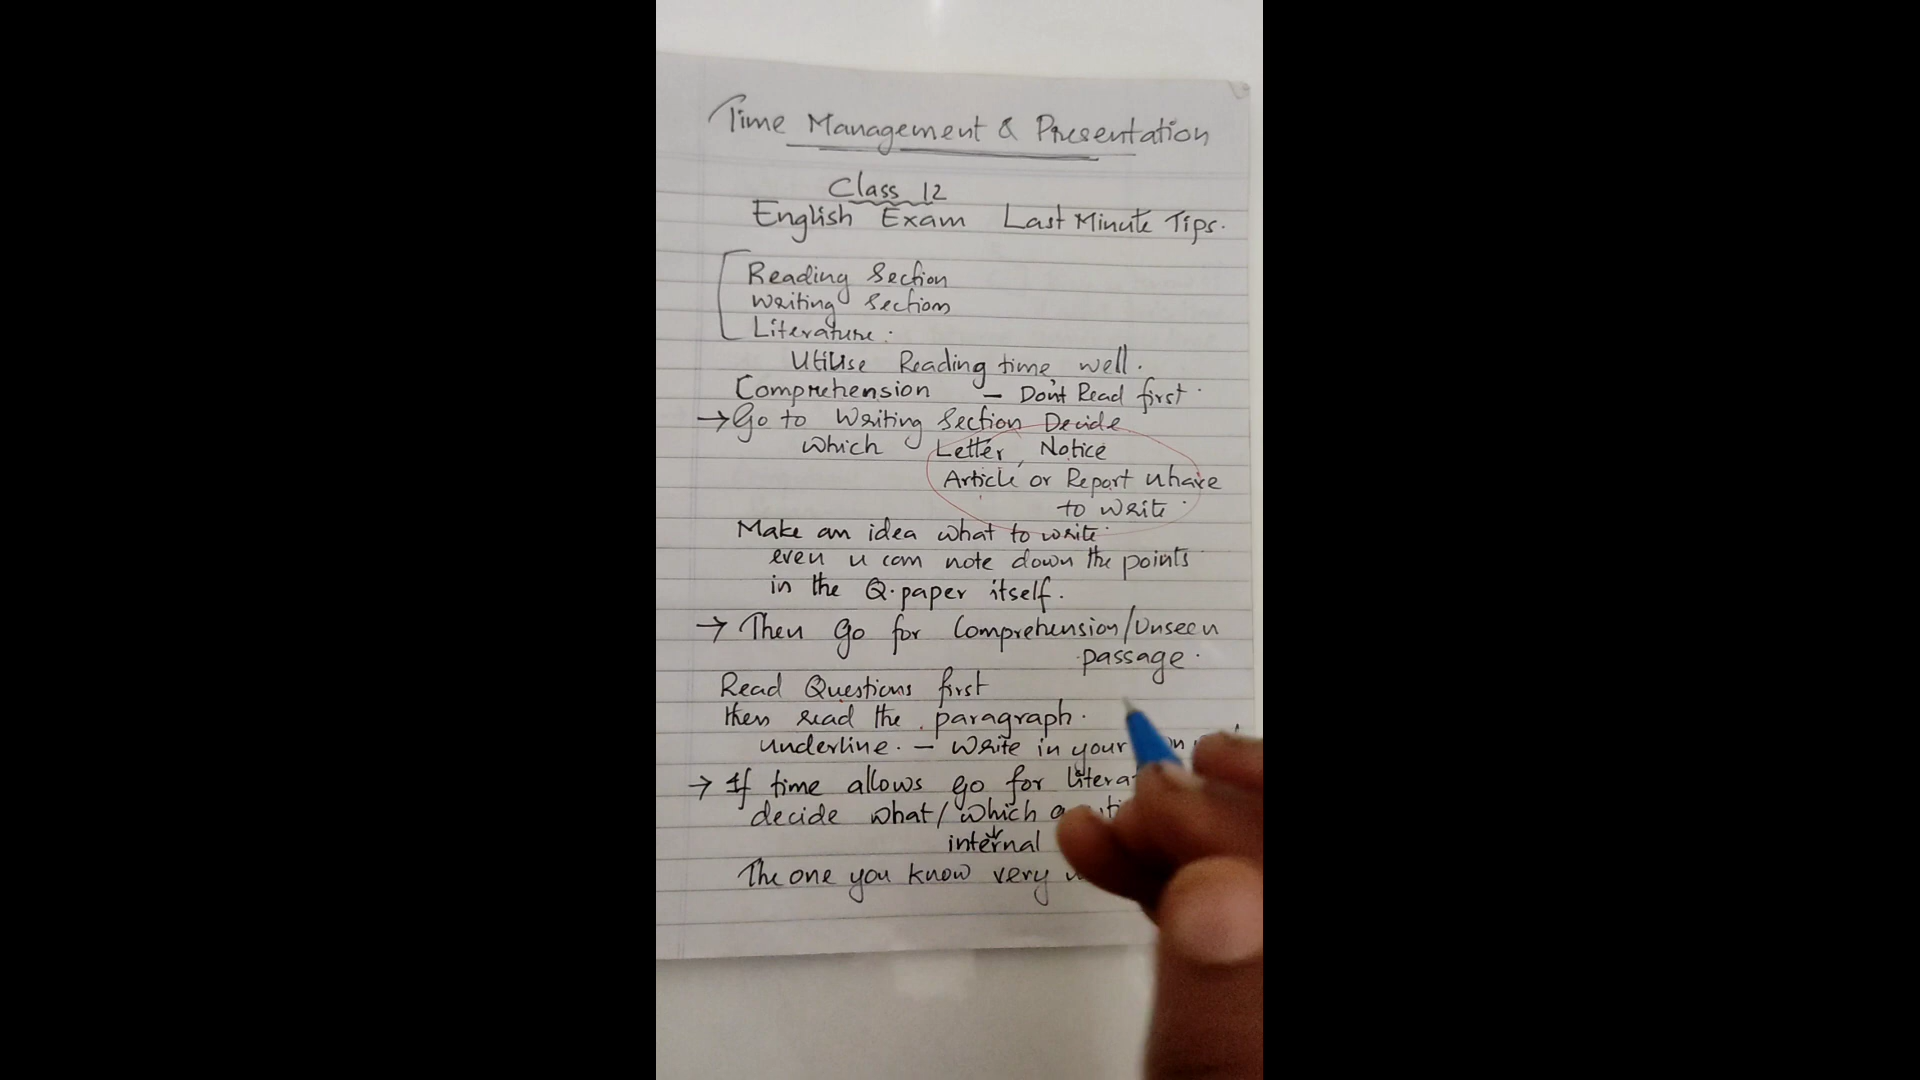 Time Management & Presentation
Class 12
English Exam Last Minute Tips.
Reading Section
Writing Section
Literature.
Utilise Reading time well.
Comprehension - Don't Read first.
→ Go to Writing Section Decide
which Letter, Notice
Article or Report u have
to write.
Make an idea what to write.
even u can note down the points
in the Q.paper itself.
→ Then go for Comprehension/Unseen
passage.
Read Questions first
then read the paragraph.
underline. - Write in your
→ If time allows go for
decide what/which
internal
The one you know very